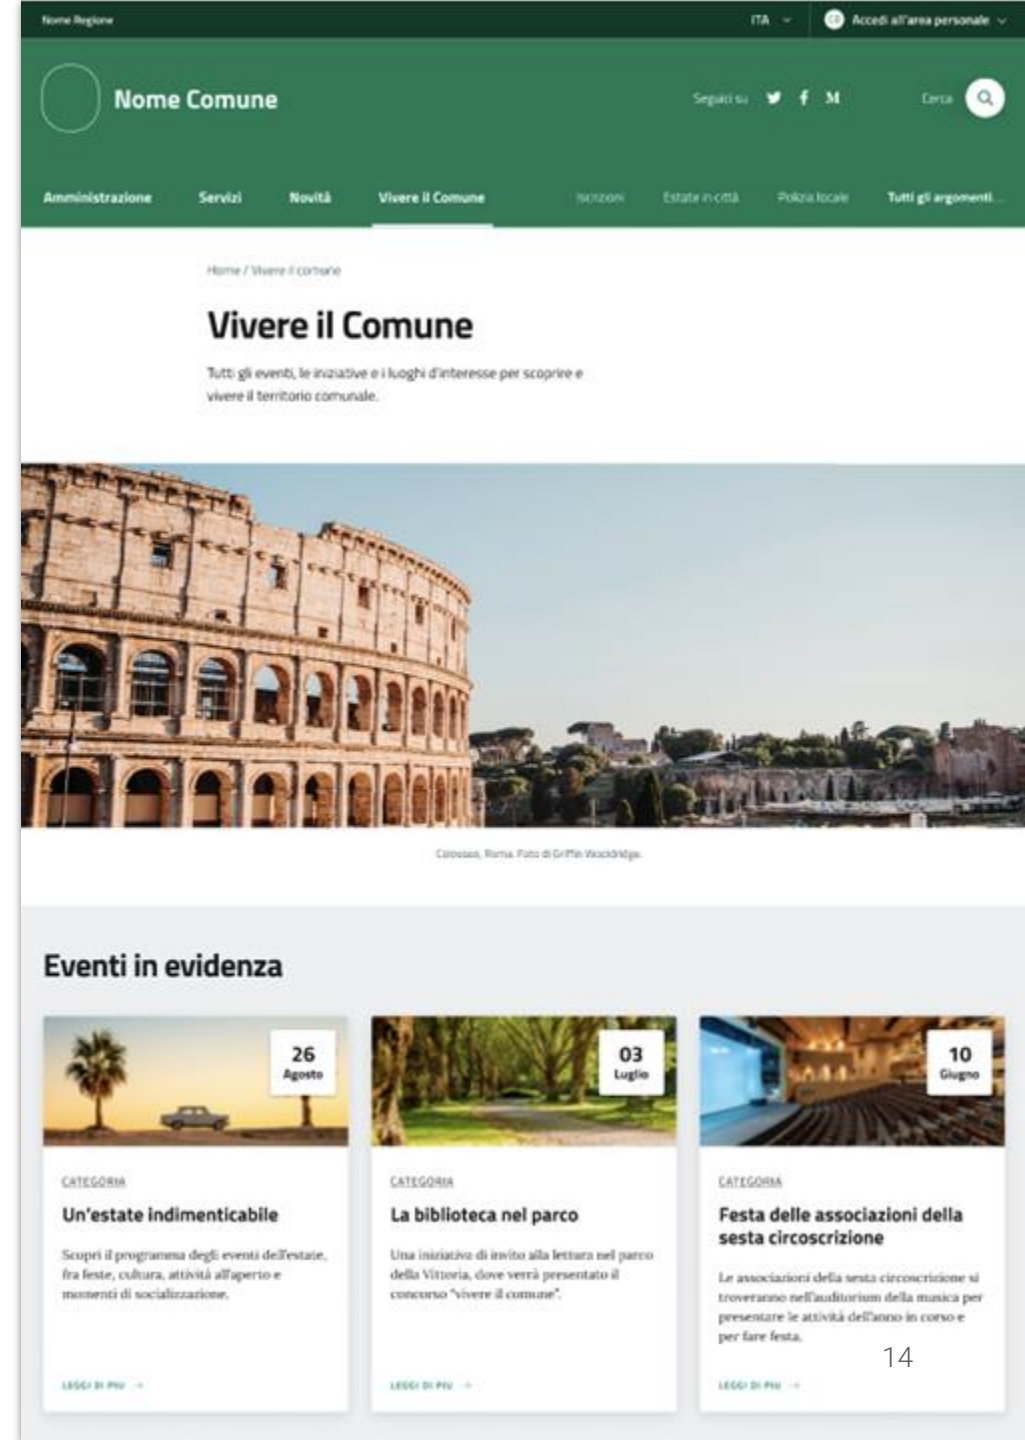 Nome Regione
ITA
Accedi all'area personale
Nome Comune
Seguici su
Cerca
Amministrazione Servizi Novità Vivere il Comune Iscrizioni Estate in città Polizia locale Tutti gli argomenti...
Home / Vivere il comune
Vivere il Comune
Tutti gli eventi, le iniziative e i luoghi d'interesse per scoprire e
vivere il territorio comunale.
Colosseo, Roma. Foto di Griffin Wooldridge.
Eventi in evidenza
26
Agosto
CATEGORIA
Un'estate indimenticabile
Scopri il programma degli eventi dell'estate,
fra feste, cultura, attività all'aperto e
momenti di socializzazione.
LEGGI DI PIÙ →
03
Luglio
CATEGORIA
La biblioteca nel parco
Una iniziativa di invito alla lettura nel parco
della Vittoria, dove verrà presentato il
concorso "vivere il comune".
LEGGI DI PIÙ →
10
Giugno
CATEGORIA
Festa delle associazioni della
sesta circoscrizione
Le associazioni della sesta circoscrizione si
troveranno nell'auditorium della musica per
presentare le attività dell'anno in corso e
per fare festa.
LEGGI DI PIÙ →
14